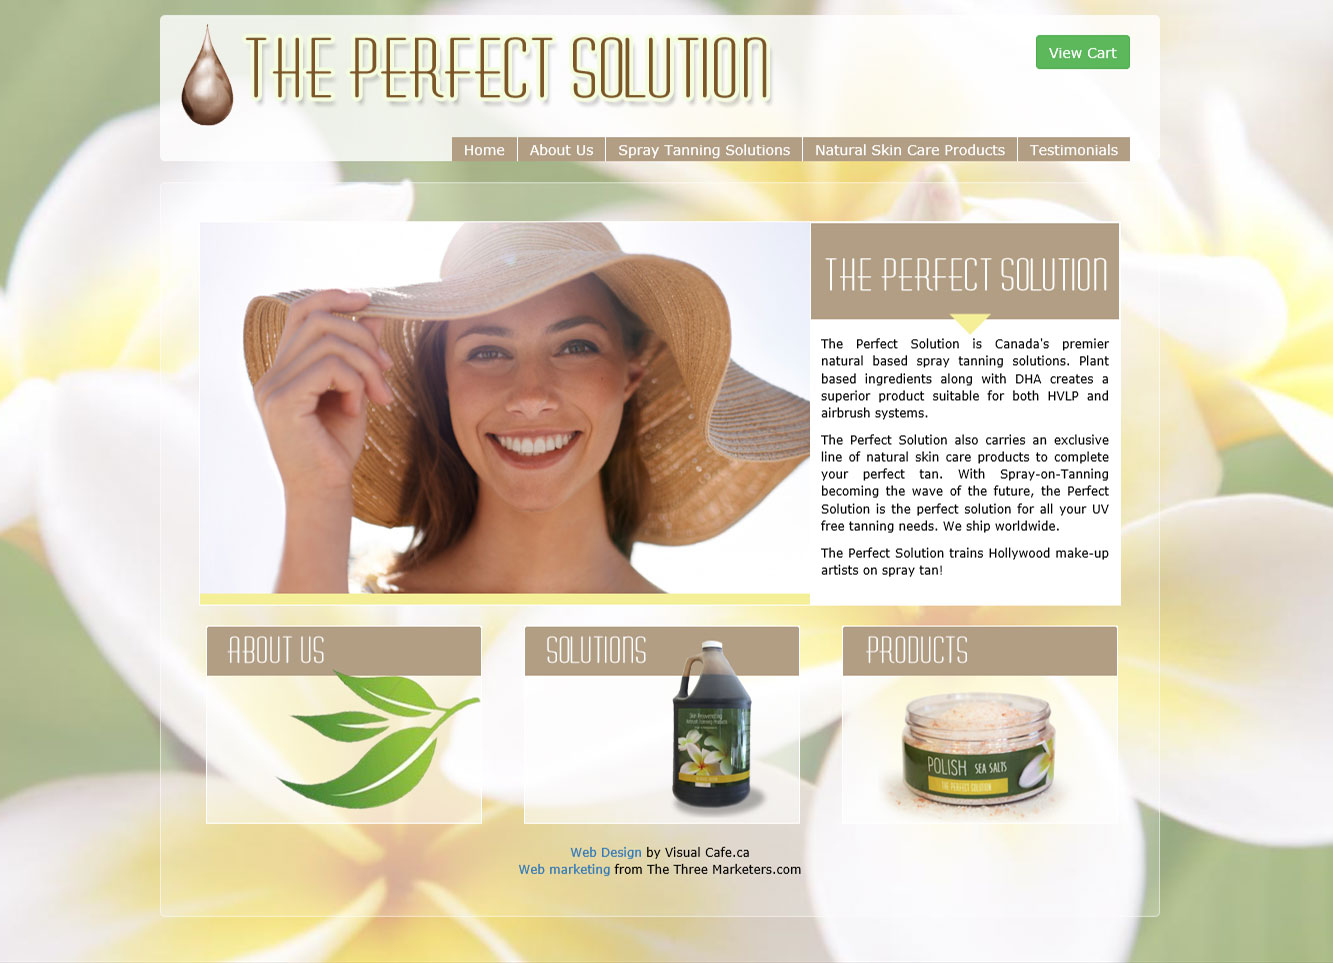 THE PERFECT SOLUTION
View Cart
Home
About Us
Spray Tanning Solutions
Natural Skin Care Products
Testimonials
THE PERFECT SOLUTION
The Perfect Solution is Canada's premier
natural based spray tanning solutions. Plant
based ingredients along with DHA creates a
superior product suitable for both HVLP and
airbrush systems.
The Perfect Solution also carries an exclusive
line of natural skin care products to complete
your perfect tan. With Spray-on-Tanning
becoming the wave of the future, the Perfect
Solution is the perfect solution for all your UV
free tanning needs. We ship worldwide.
The Perfect Solution trains Hollywood make-up
artists on spray tan!
ABOUT US
SOLUTIONS
Skin Rejuvenating
Airbrush Tanning Products
PRODUCTS
POLISH SEA SALTS
THE PERFECT SOLUTION
Web Design by Visual Cafe.ca
Web marketing from The Three Marketers.com